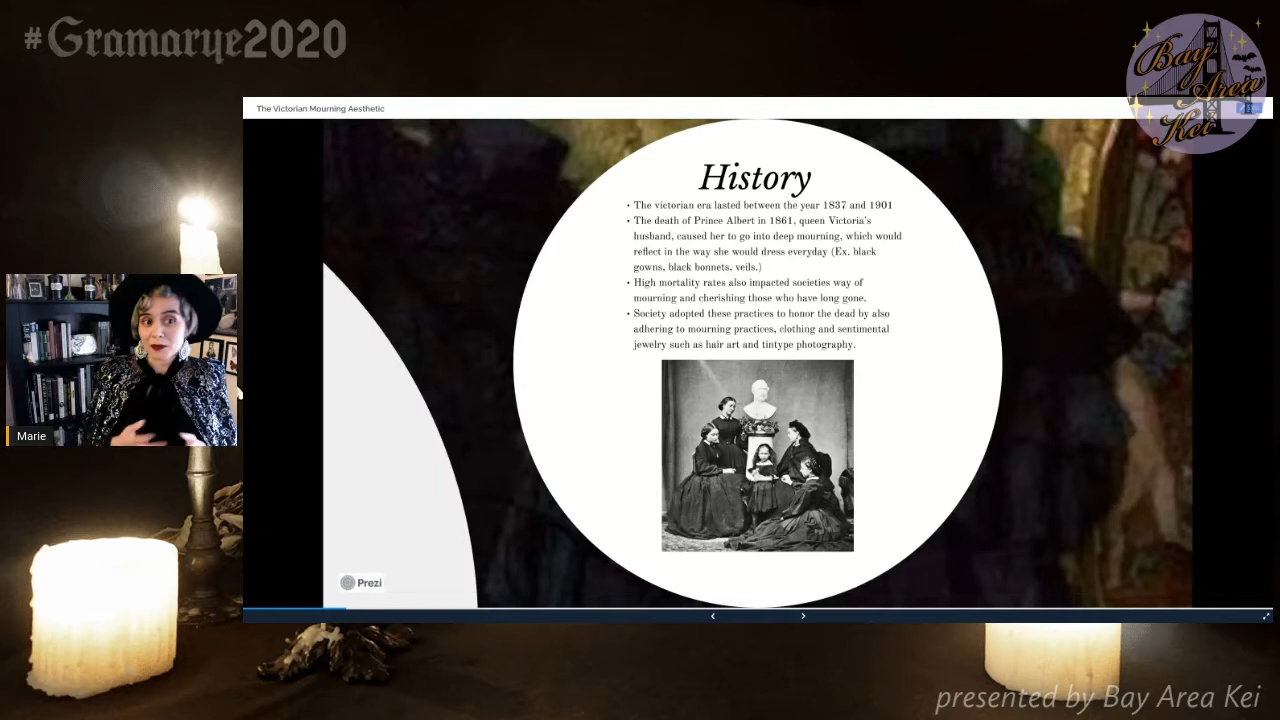 #Gramarye2020
Bay
Area
Kei
The Victorian Mourning Aesthetic
History
• The victorian era lasted between the year 1837 and 1901
• The death of Prince Albert in 1861, queen Victoria's
husband, caused her to go into deep mourning, which would
reflect in the way she would dress everyday (Ex. black
gowns, black bonnets, veils.)
• High mortality rates also impacted societies way of
mourning and cherishing those who have long gone.
• Society adopted these practices to honor the dead by also
adhering to mourning practices, clothing and sentimental
jewelry such as hair art and tintype photography.
Marie
Prezi
presented by Bay Area Kei